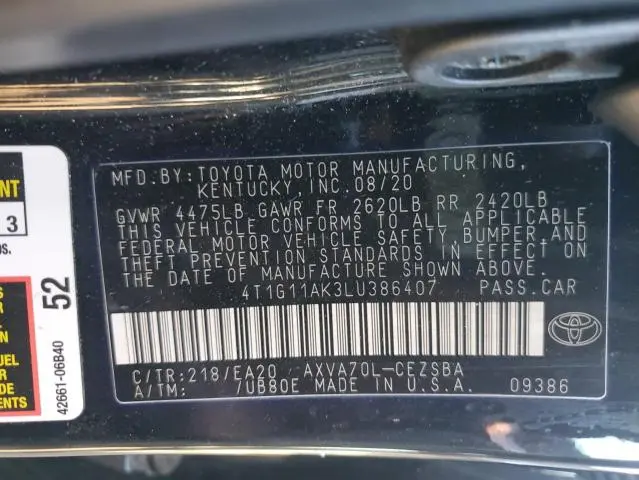 MFD.BY:TOYOTA MOTOR MANUFACTURING,
KENTUCKY,INC.08/20
GVWR 4475LB GAWR FR 2620LB RR 2420LB
THIS VEHICLE CONFORMS TO ALL APPLICABLE
FEDERAL MOTOR VEHICLE SAFETY,BUMPER,AND
THEFT PREVENTION STANDARDS IN EFFECT ON
THE DATE OF MANUFACTURE SHOWN ABOVE.
4T1G11AK3LU386407 PASS.CAR
C/TR:218/EA20 AXVA70L-CEZSBA
A/TM: 7UB80E MADE IN U.S.A. 09386
TOYOTA
52
42661-06B40
3